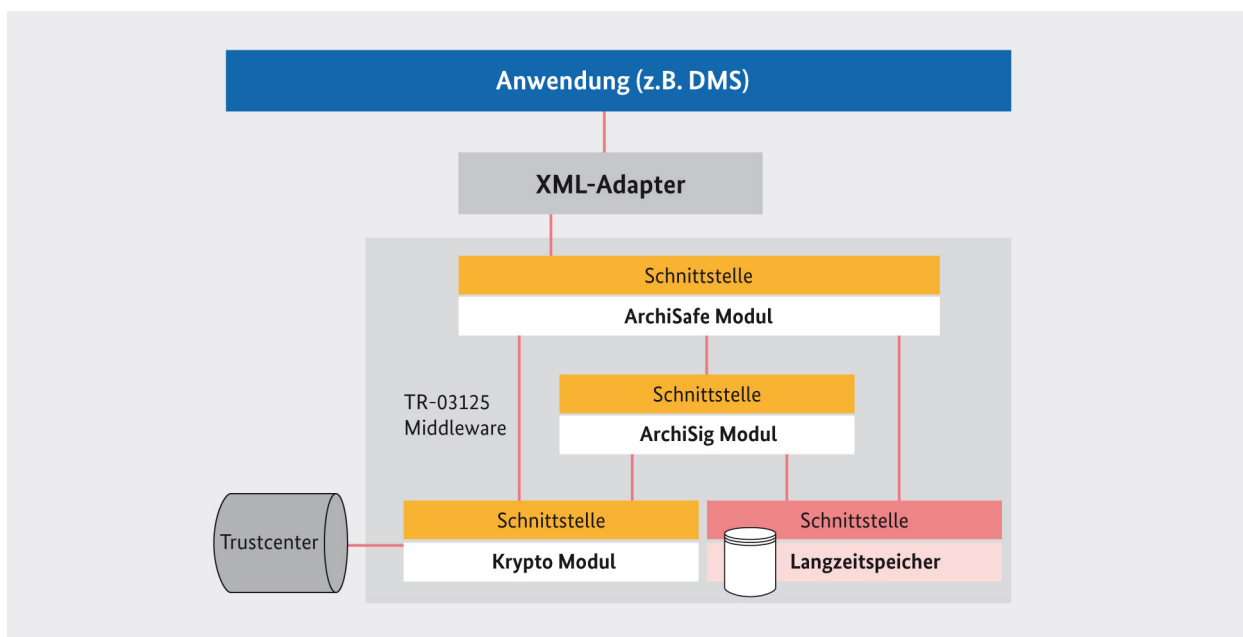 Anwendung (z.B. DMS)
XML-Adapter
Schnittstelle
ArchiSafe Modul
TR-03125
Middleware
Schnittstelle
ArchiSig Modul
Trustcenter
Schnittstelle
Krypto Modul
Schnittstelle
Langzeitspeicher